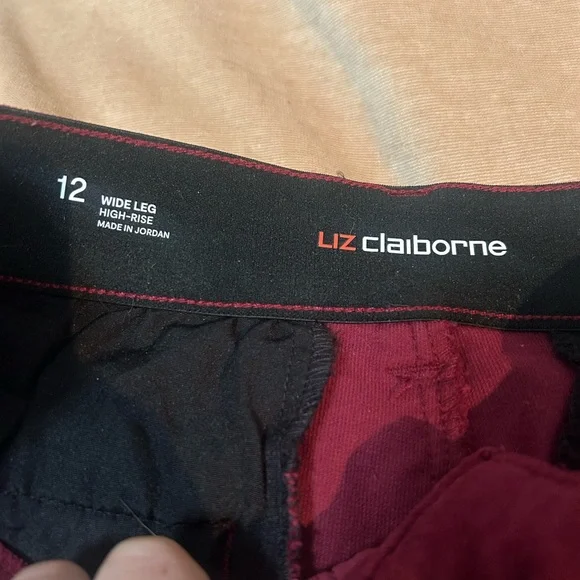 12
WIDE LEG
HIGH-RISE
MADE IN JORDAN
LIZ claiborne